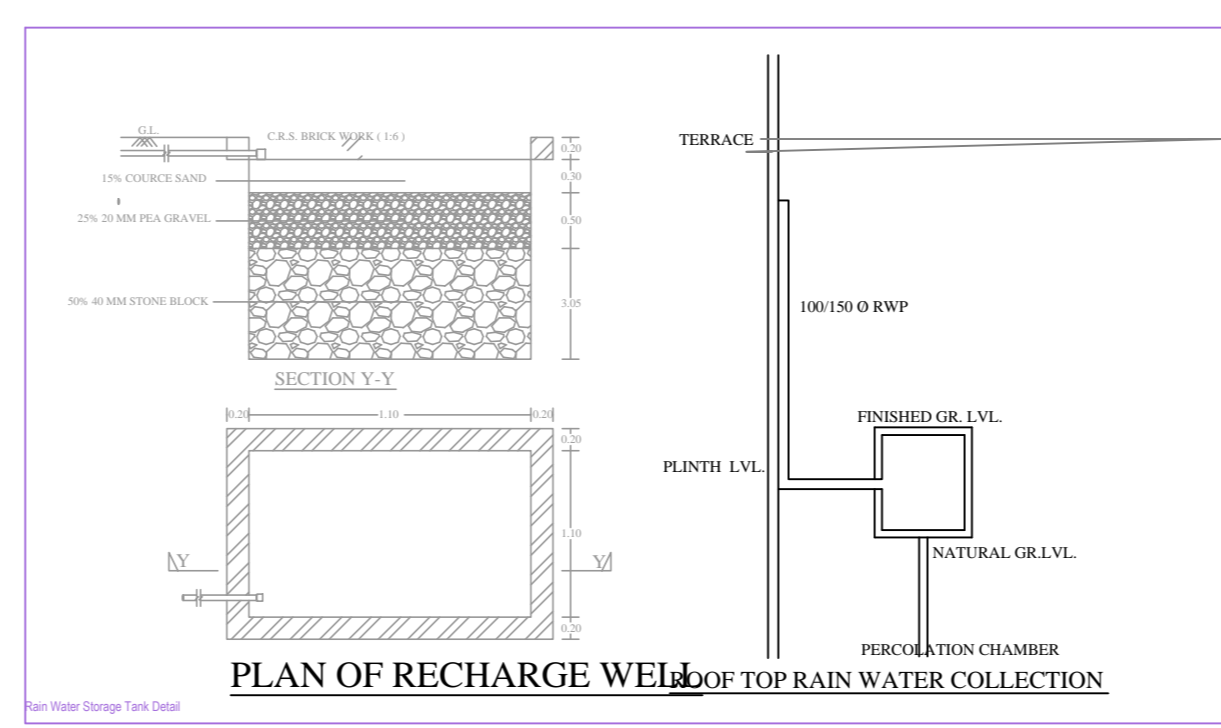 G.L.
C.R.S. BRICK WORK ( 1:6 )
0.20
15% COURCE SAND
0.30
25% 20 MM PEA GRAVEL
0.50
50% 40 MM STONE BLOCK
3.05
SECTION Y-Y
0.20
1.10
0.20
0.20
1.10
Y
Y
0.20
PLAN OF RECHARGE WELL
TERRACE
100/150 Ø RWP
FINISHED GR. LVL.
PLINTH LVL.
NATURAL GR.LVL.
PERCOLATION CHAMBER
ROOF TOP RAIN WATER COLLECTION
Rain Water Storage Tank Detail